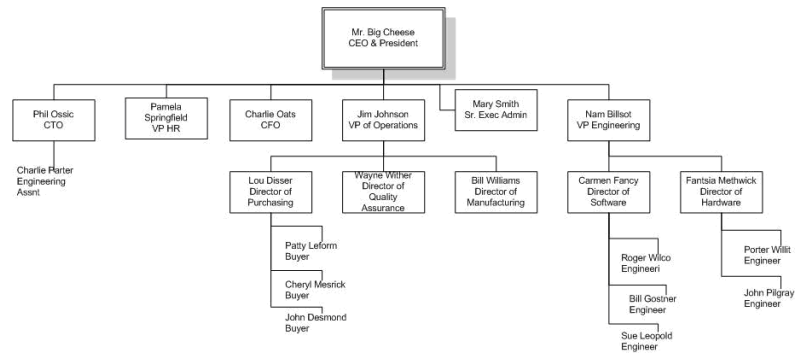 Mr. Big Cheese
CEO & President
Phil Ossic
CTO
Pamela
Springfield
VP HR
Charlie Oats
CFO
Jim Johnson
VP of Operations
Mary Smith
Sr. Exec Admin
Nam Billsot
VP Engineering
Charlie Parter
Engineering
Assnt
Lou Disser
Director of
Purchasing
Wayne Wither
Director of
Quality
Assurance
Bill Williams
Director of
Manufacturing
Carmen Fancy
Director of
Software
Fantsia Methwick
Director of
Hardware
Patty Leforn
Buyer
Cheryl Mesrick
Buyer
John Desmond
Buyer
Roger Wilco
Engineeri
Bill Gostner
Engineer
Sue Leopold
Engineer
Porter Willit
Engineer
John Pilgray
Engineer